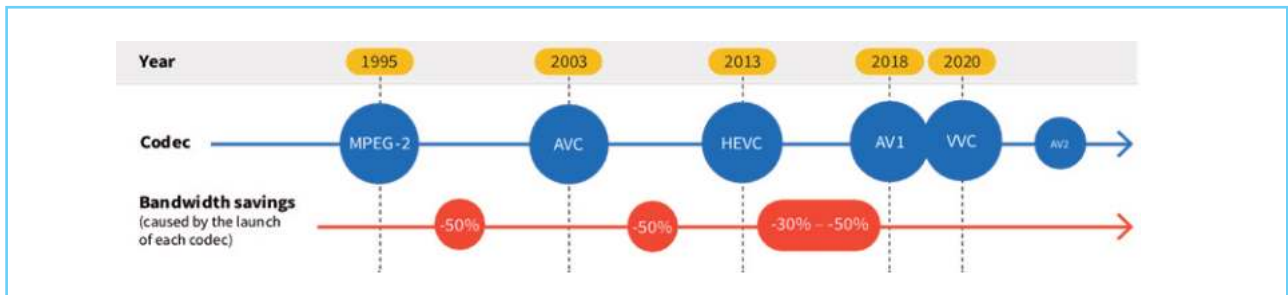 Year 1995 2003 2013 2018 2020
Codec MPEG-2 AVC HEVC AV1 VVC AV2
Bandwidth savings
(caused by the launch
of each codec)
-50% -50% -30% – -50%